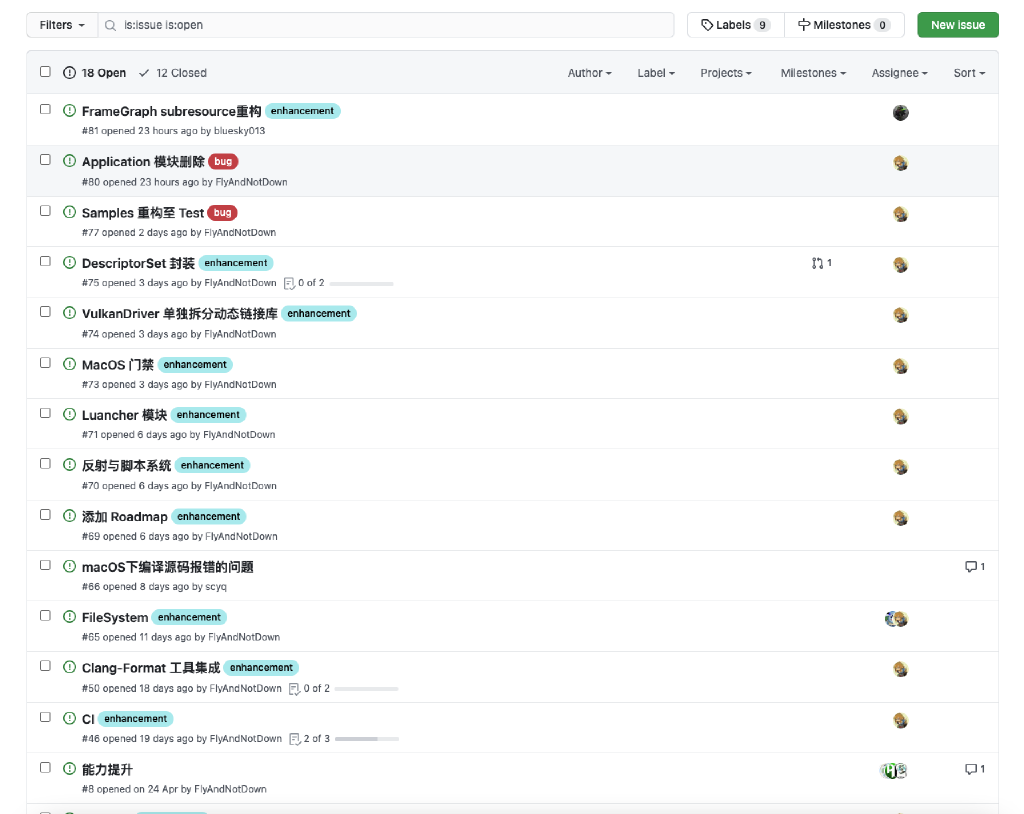 Filters is:issue is:open Labels 9 Milestones 0 New issue
18 Open 12 Closed Author Label Projects Milestones Assignee Sort
FrameGraph subresource重构 enhancement
#81 opened 23 hours ago by bluesky013
Application 模块删除 bug
#80 opened 23 hours ago by FlyAndNotDown
Samples 重构至 Test bug
#77 opened 2 days ago by FlyAndNotDown
DescriptorSet 封装 enhancement 1
#75 opened 3 days ago by FlyAndNotDown 0 of 2
VulkanDriver 单独拆分动态链接库 enhancement
#74 opened 3 days ago by FlyAndNotDown
MacOS 门禁 enhancement
#73 opened 3 days ago by FlyAndNotDown
Luancher 模块 enhancement
#71 opened 6 days ago by FlyAndNotDown
反射与脚本系统 enhancement
#70 opened 6 days ago by FlyAndNotDown
添加 Roadmap enhancement
#69 opened 6 days ago by FlyAndNotDown
macOS下编译源码报错的问题 1
#66 opened 8 days ago by scyq
FileSystem enhancement
#65 opened 11 days ago by FlyAndNotDown
Clang-Format 工具集成 enhancement
#50 opened 18 days ago by FlyAndNotDown 0 of 2
CI enhancement
#46 opened 19 days ago by FlyAndNotDown 2 of 3
能力提升 1
#8 opened on 24 Apr by FlyAndNotDown